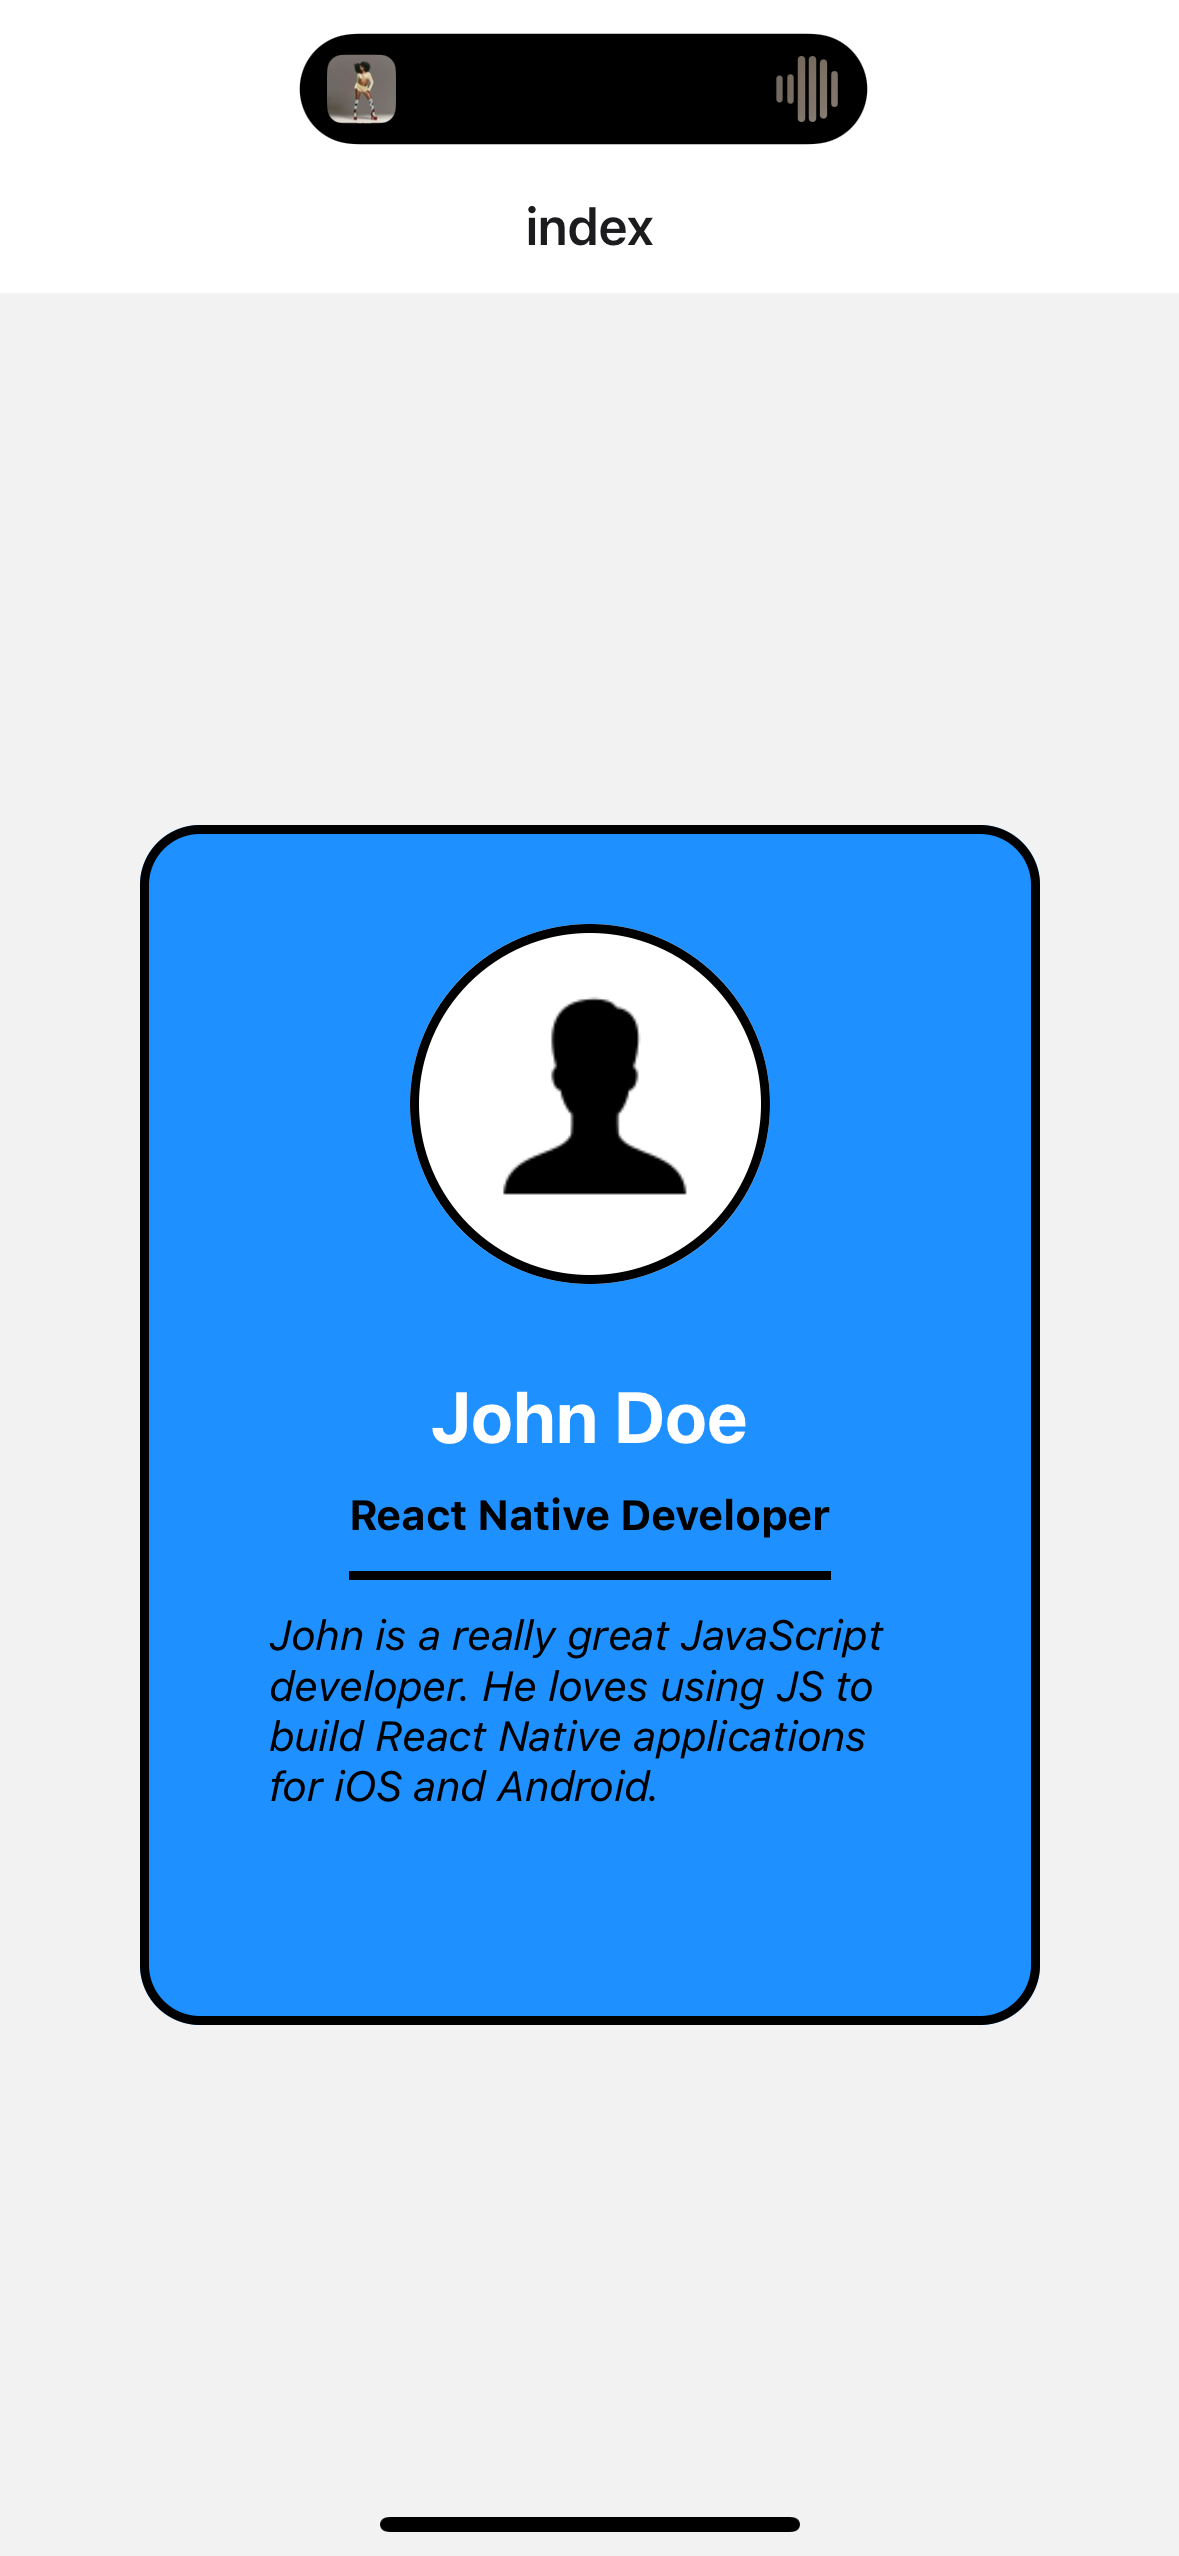 index
John Doe
React Native Developer
John is a really great JavaScript
developer. He loves using JS to
build React Native applications
for iOS and Android.